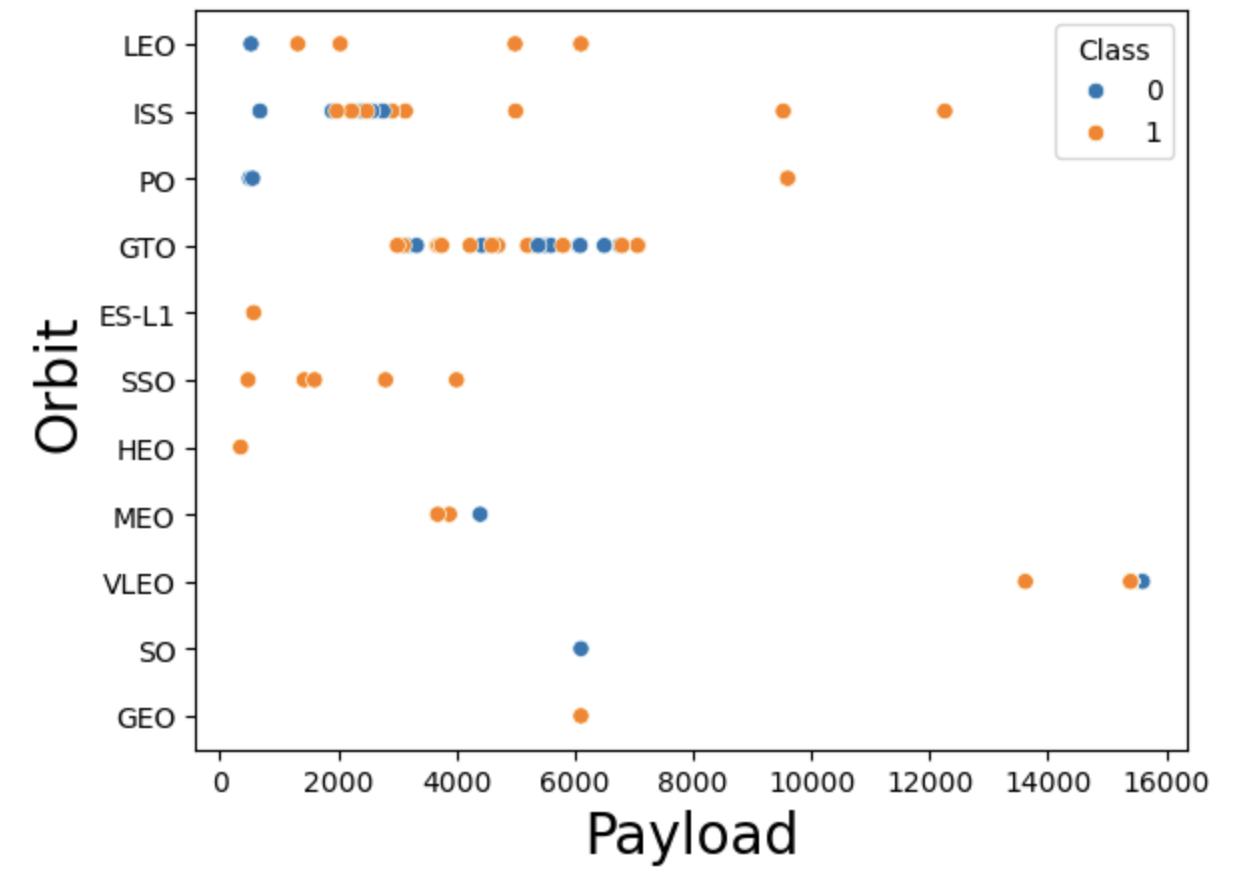 LEO
ISS
PO
GTO
ES-L1
SSO
HEO
MEO
VLEO
SO
GEO
Orbit
Class
0
1
0 2000 4000 6000 8000 10000 12000 14000 16000
Payload